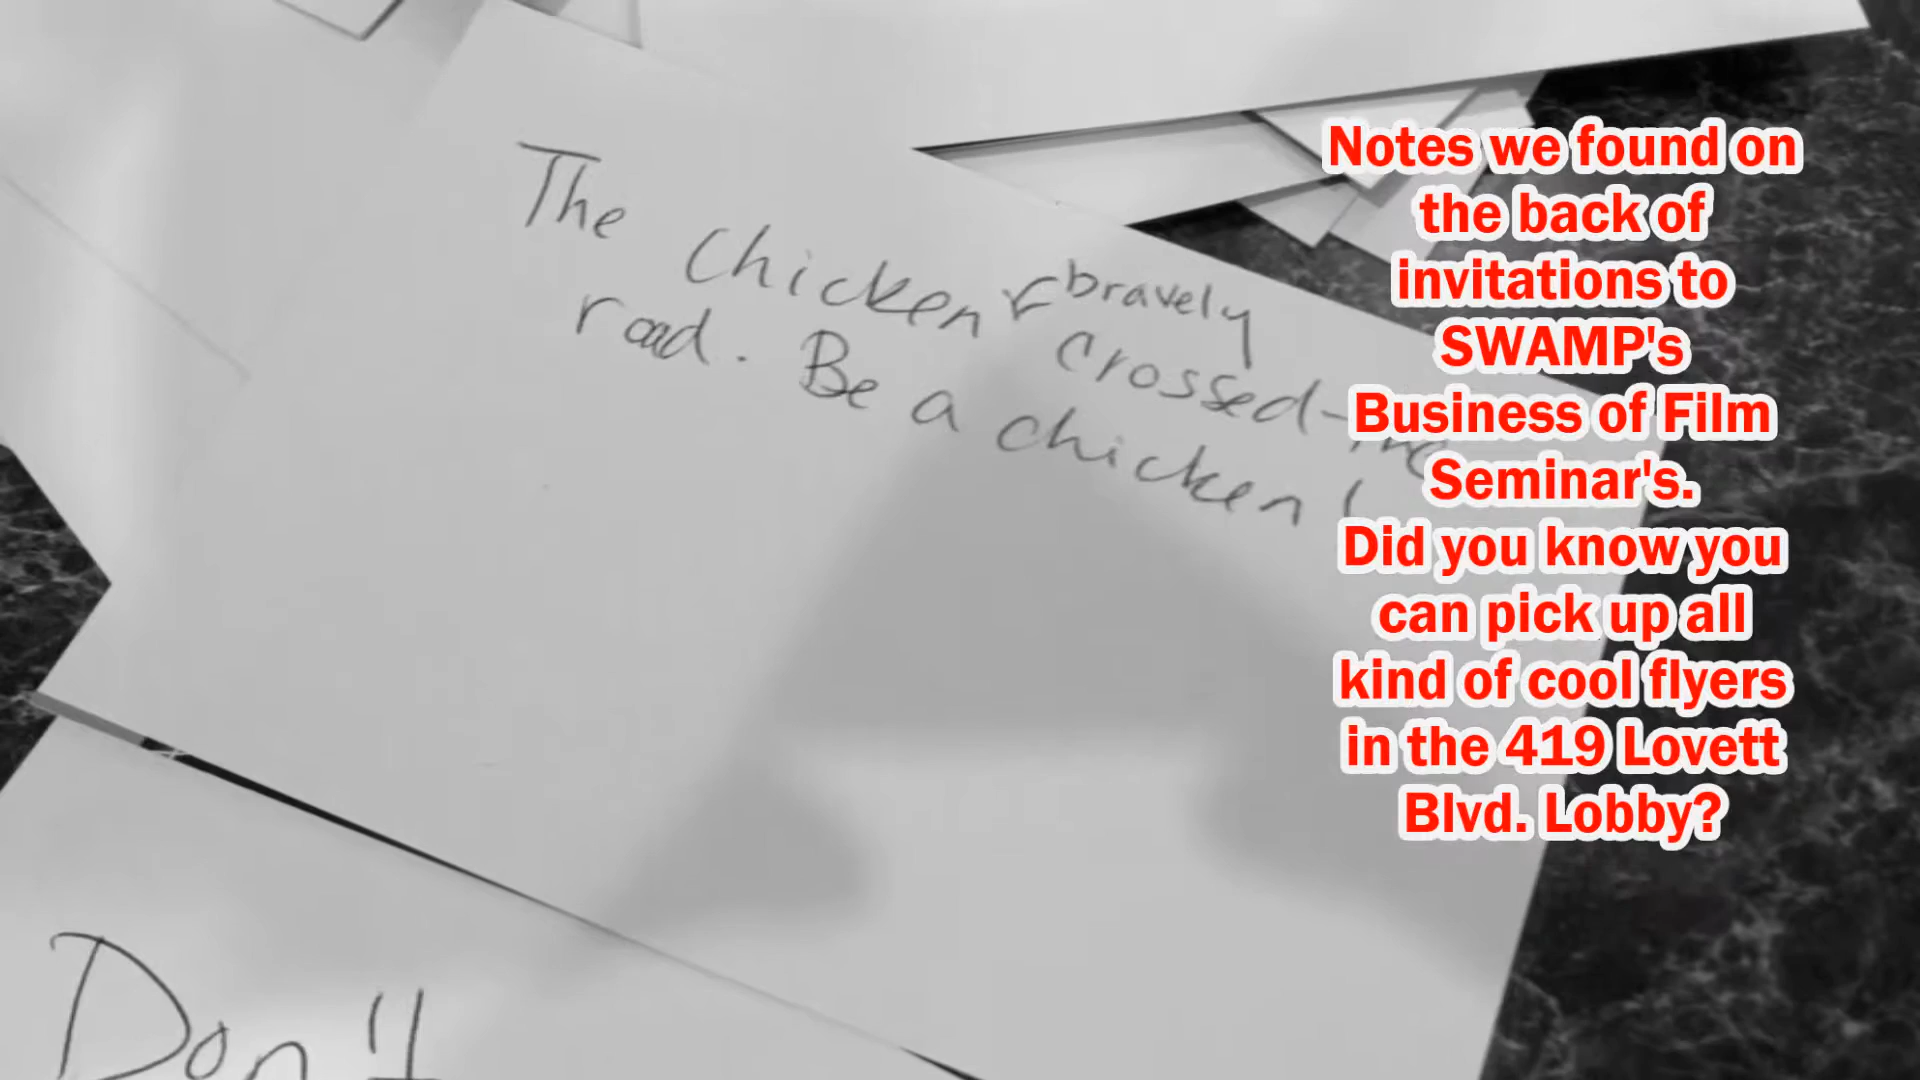 The Chicken bravely crossed the
road. Be a chicken!
Don't
Notes we found on
the back of
invitations to
SWAMP's
Business of Film
Seminar's.
Did you know you
can pick up all
kind of cool flyers
in the 419 Lovett
Blvd. Lobby?